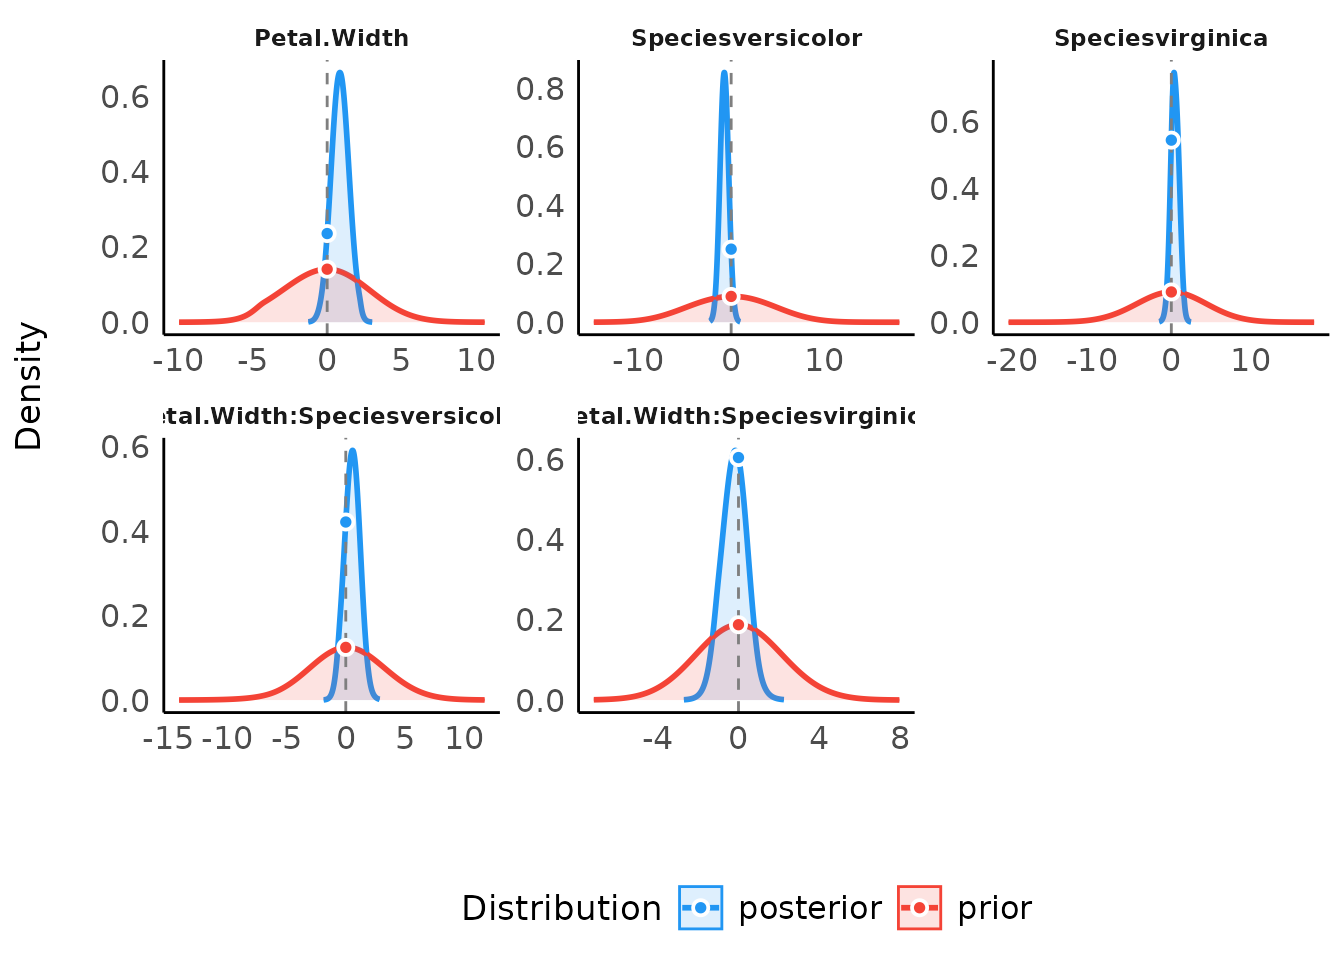 Petal.Width Speciesversicolor Speciesvirginica
0.6
0.4
0.2
0.0
-10 -5 0 5 10
0.8
0.6
0.4
0.2
0.0
-10 0 10
0.6
0.4
0.2
0.0
-20 -10 0 10
Density
etal.Width:Speciesversicol etal.Width:Speciesvirginic
0.6
0.4
0.2
0.0
-15 -10 -5 0 5 10
0.6
0.4
0.2
0.0
-4 0 4 8
Distribution posterior prior